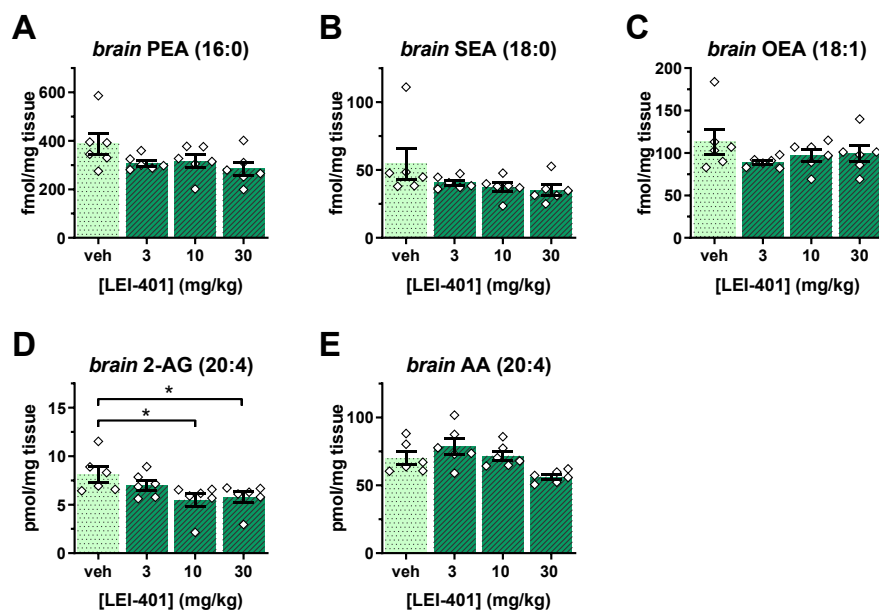 A
brain PEA (16:0)
fmol/mg tissue
600
400
200
0
veh 3 10 30
[LEI-401] (mg/kg)
B
brain SEA (18:0)
fmol/mg tissue
100
50
0
veh 3 10 30
[LEI-401] (mg/kg)
C
brain OEA (18:1)
fmol/mg tissue
200
150
100
50
0
veh 3 10 30
[LEI-401] (mg/kg)
D
brain 2-AG (20:4)
pmol/mg tissue
15
10
5
0
*
*
veh 3 10 30
[LEI-401] (mg/kg)
E
brain AA (20:4)
pmol/mg tissue
100
50
0
veh 3 10 30
[LEI-401] (mg/kg)